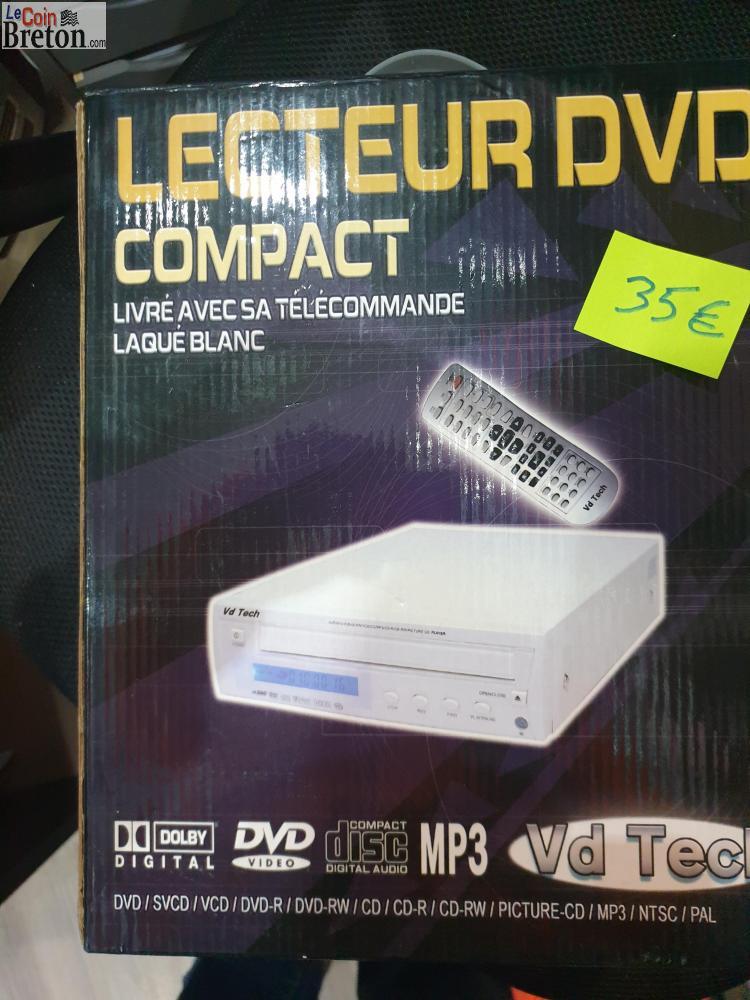 LeCoin
Breton.com
LECTEUR DVD
COMPACT
LIVRÉ AVEC SA TÉLÉCOMMANDE
LAQUÉ BLANC
35€
Vd Tech
Vd Tech
OPEN/CLOSE
DOLBY
DIGITAL
DVD
VIDEO
COMPACT
disc
DIGITAL AUDIO
MP3
Vd Tech
DVD / SVCD / VCD / DVD-R / DVD-RW / CD / CD-R / CD-RW / PICTURE-CD / MP3 / NTSC / PAL